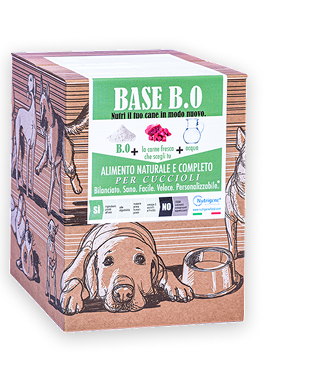 BASE B.O
Nutri il tuo cane in modo nuovo.
B.O + la carne fresca + acqua
che scegli tu
ALIMENTO NATURALE E COMPLETO
PER CUCCIOLI
Bilanciato. Sano. Facile. Veloce. Personalizzabile.
SÌ
NO
Nutrigene